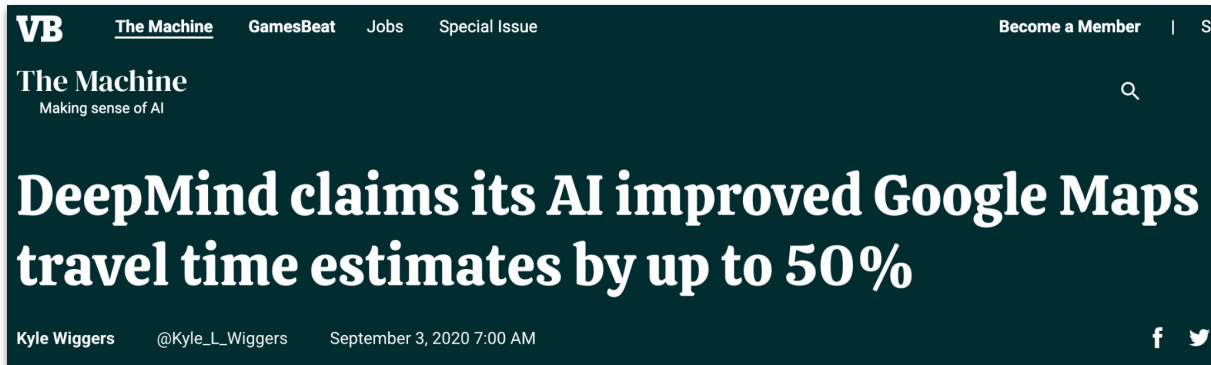 VB The Machine GamesBeat Jobs Special Issue Become a Member | S
The Machine
Making sense of AI
DeepMind claims its AI improved Google Maps
travel time estimates by up to 50%
Kyle Wiggers @Kyle_L_Wiggers September 3, 2020 7:00 AM